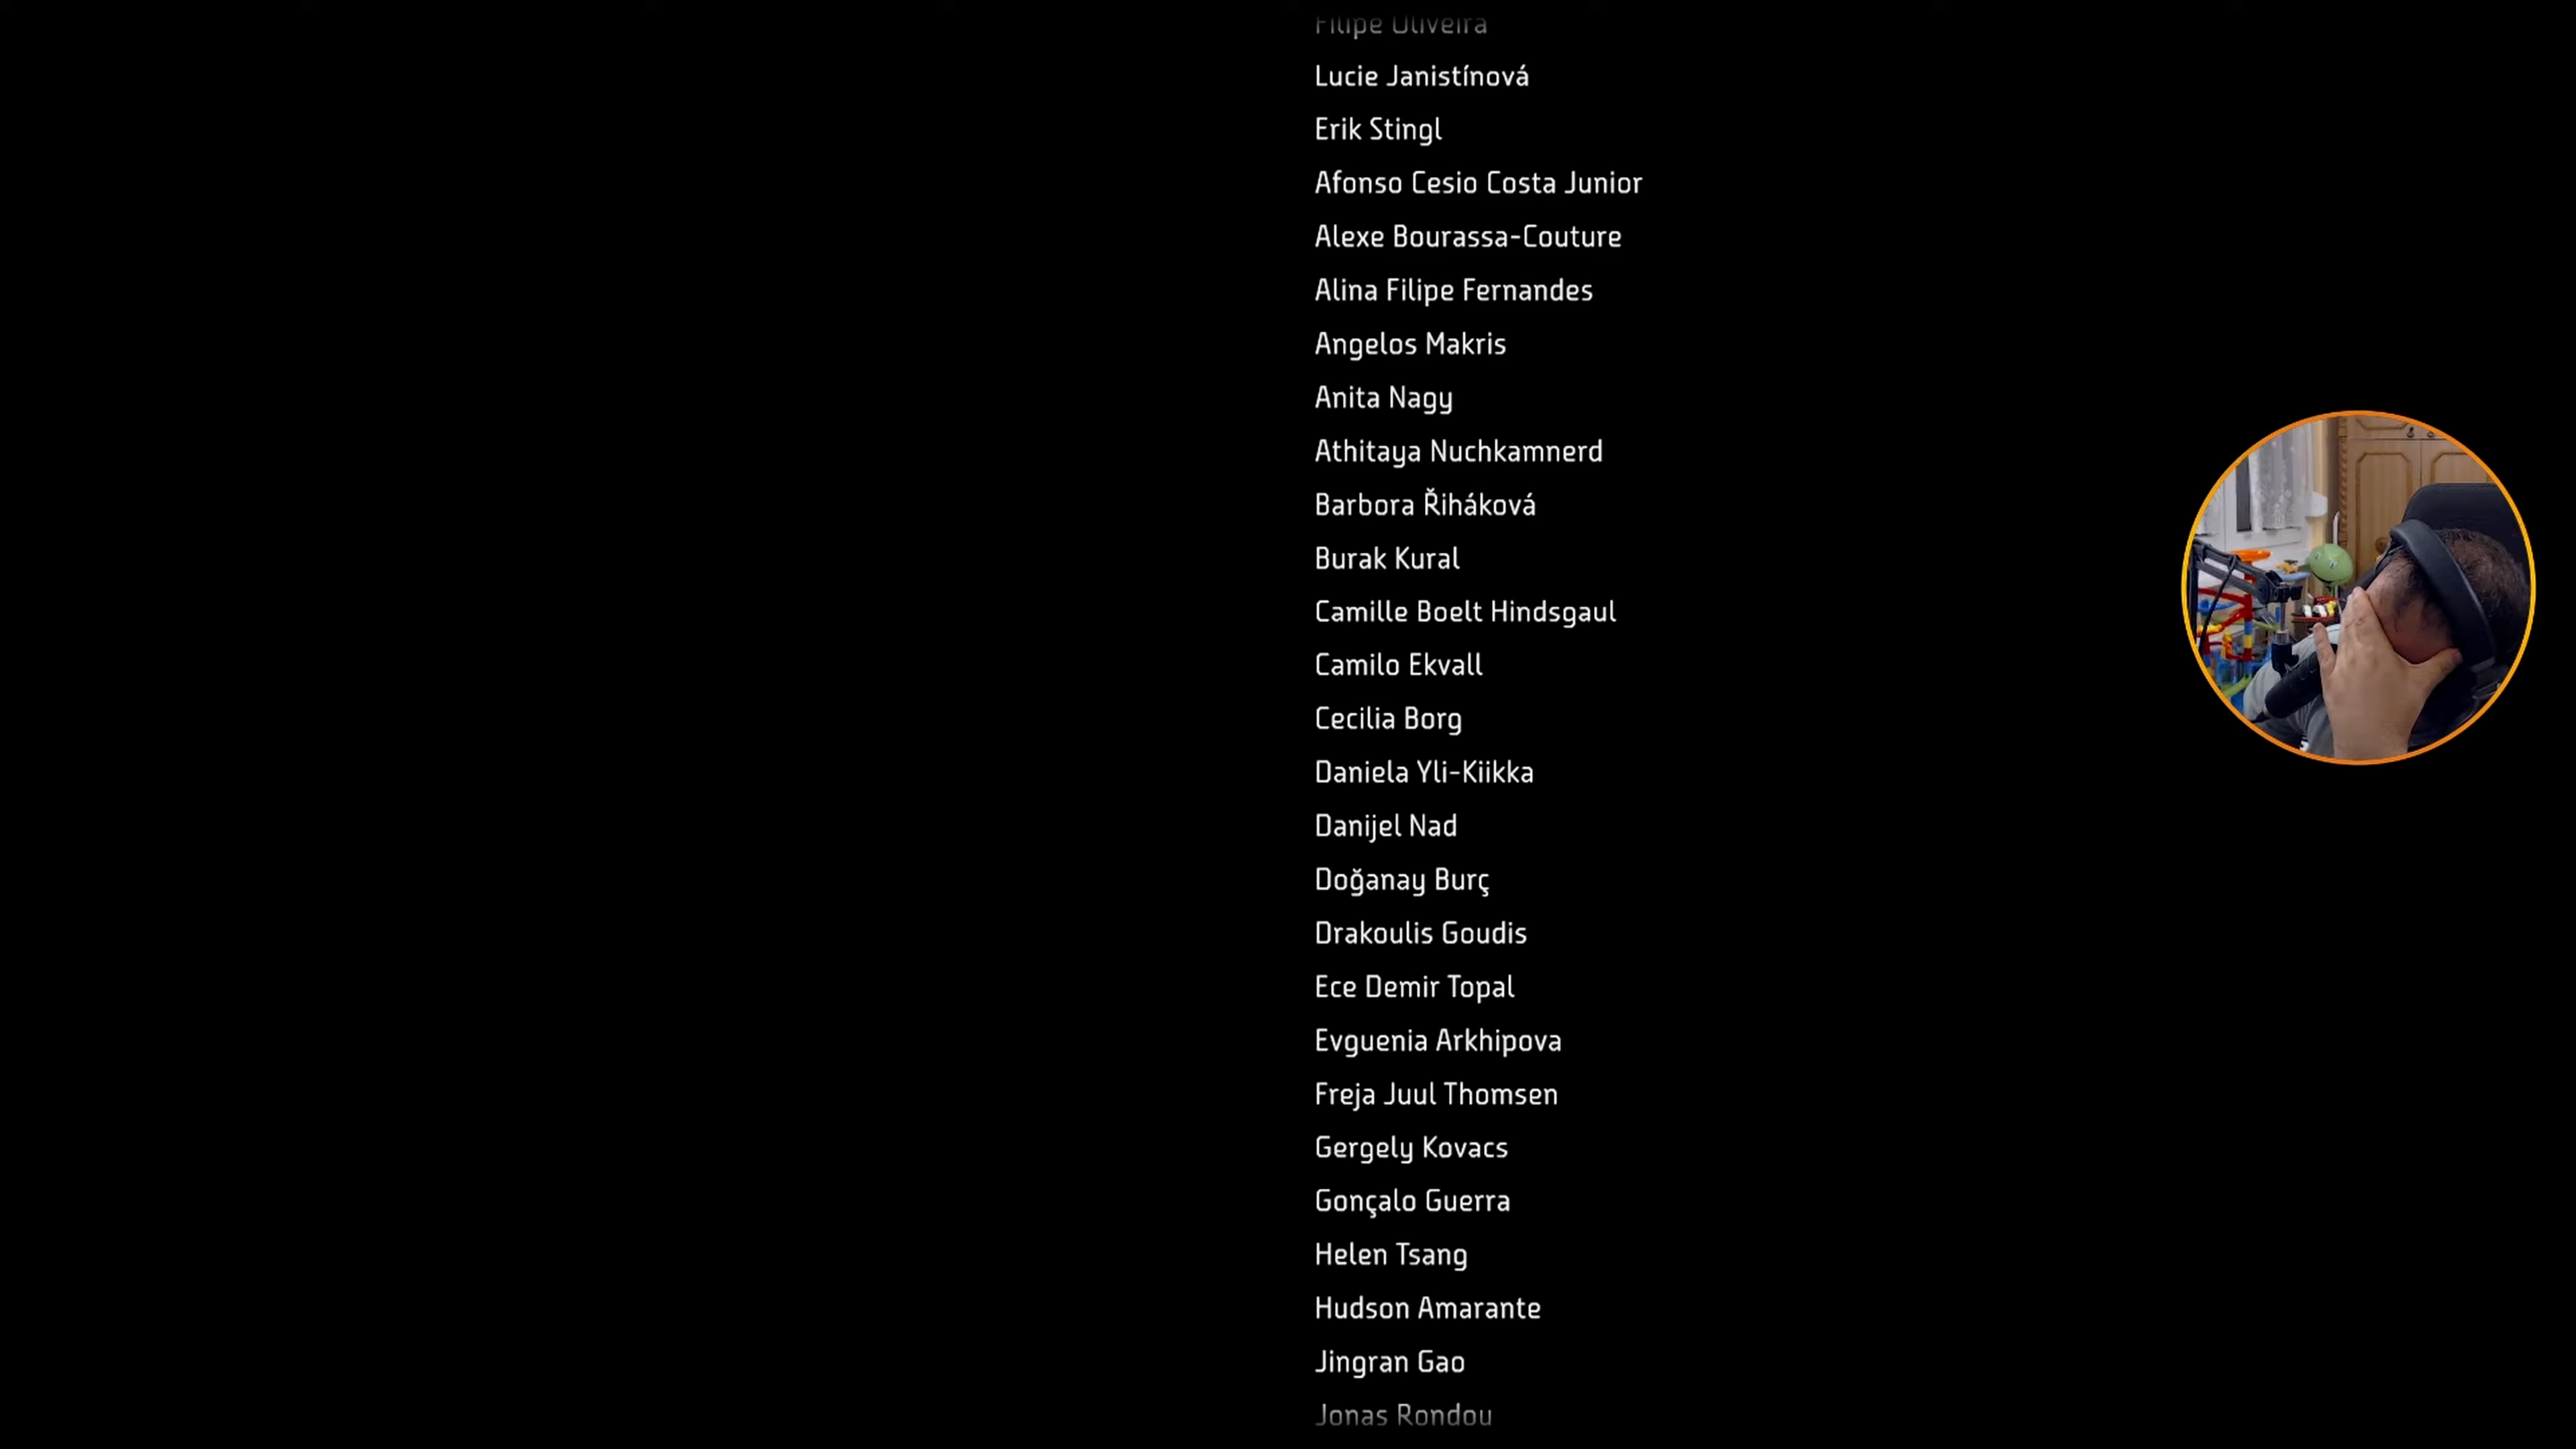 Filipe Oliveira
Lucie Janistínová
Erik Stingl
Afonso Cesio Costa Junior
Alexe Bourassa-Couture
Alina Filipe Fernandes
Angelos Makris
Anita Nagy
Athitaya Nuchkamnerd
Barbora Řiháková
Burak Kural
Camille Boelt Hindsgaul
Camilo Ekvall
Cecilia Borg
Daniela Yli-Kiikka
Danijel Nad
Doğanay Burç
Drakoulis Goudis
Ece Demir Topal
Evguenia Arkhipova
Freja Juul Thomsen
Gergely Kovacs
Gonçalo Guerra
Helen Tsang
Hudson Amarante
Jingran Gao
Jonas Rondou